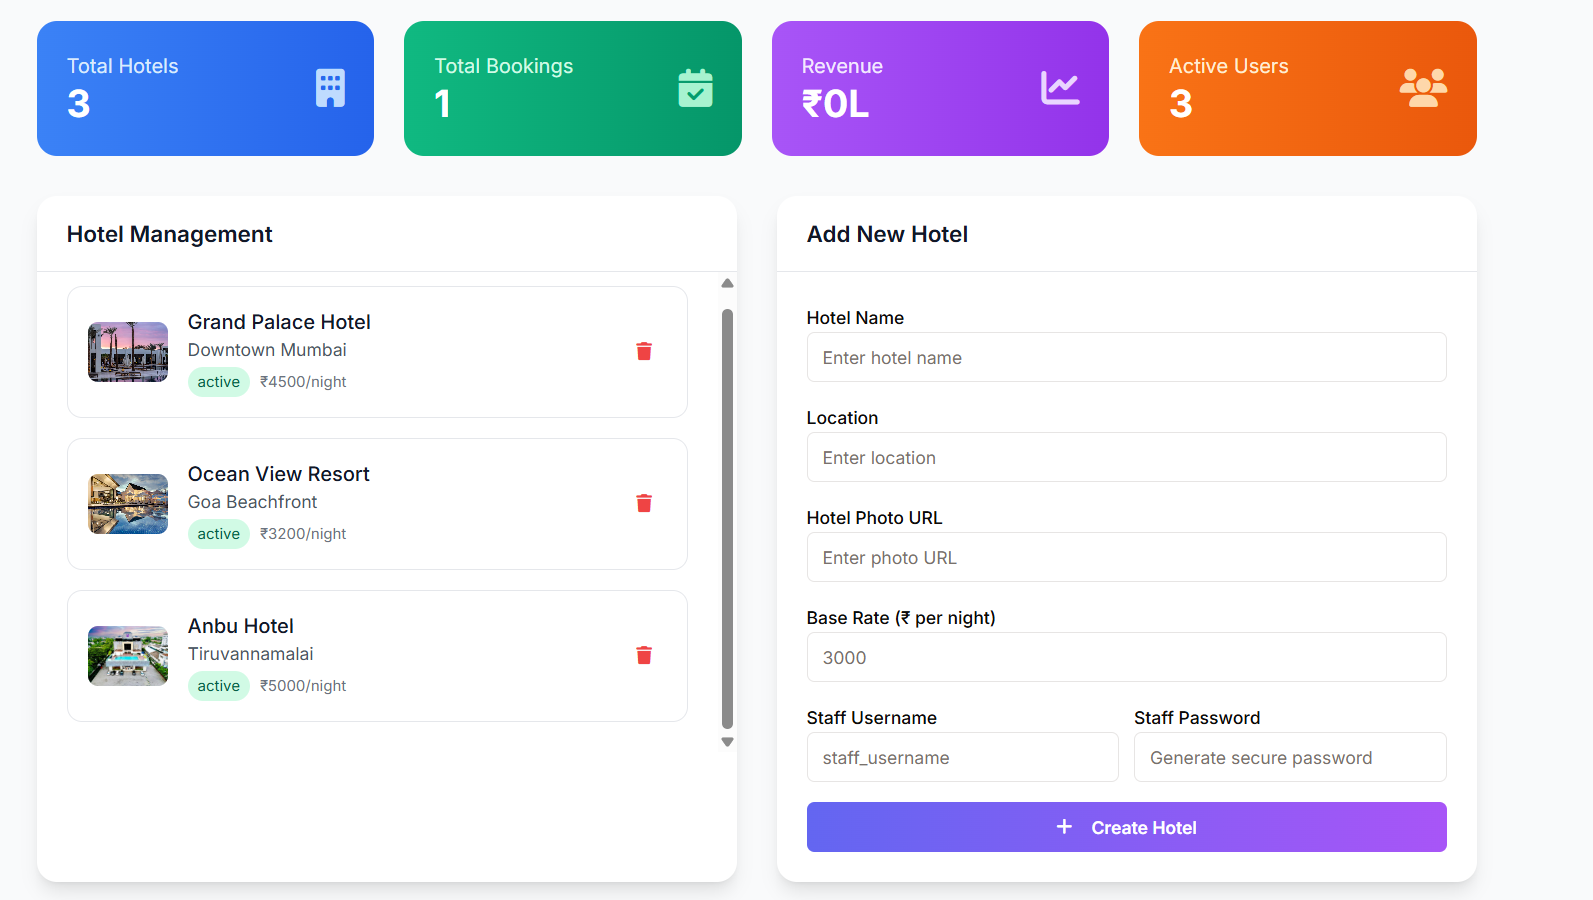 Total Hotels
3
Total Bookings
1
Revenue
₹0L
Active Users
3
Hotel Management
Grand Palace Hotel
Downtown Mumbai
active ₹4500/night
Ocean View Resort
Goa Beachfront
active ₹3200/night
Anbu Hotel
Tiruvannamalai
active ₹5000/night
Add New Hotel
Hotel Name
Enter hotel name
Location
Enter location
Hotel Photo URL
Enter photo URL
Base Rate (₹ per night)
3000
Staff Username
staff_username
Staff Password
Generate secure password
+ Create Hotel